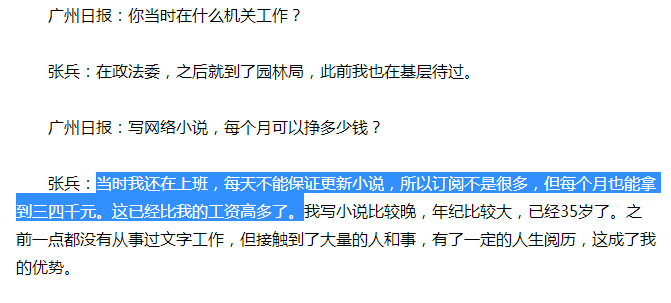 广州日报：你当时在什么机关工作？
张兵：在政法委，之后就到了园林局，此前我也在基层待过。
广州日报：写网络小说，每个月可以挣多少钱？
张兵：当时我还在上班，每天不能保证更新小说，所以订阅不是很多，但每个月也能拿
到三四千元。这已经比我的工资高多了。我写小说比较晚，年纪比较大，已经35岁了。之
前一点都没有从事过文字工作，但接触到了大量的人和事，有了一定的人生阅历，这成了我
的优势。